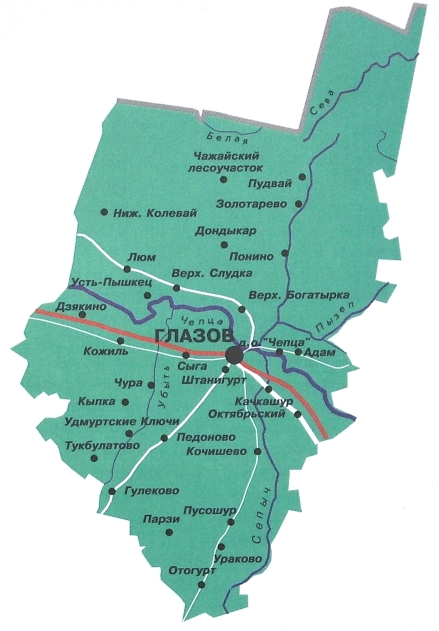 Сева
Белая
Чажайский
лесоучасток
Пудвай
Золотарево
Ниж. Колевай
Дондыкар
Понино
Люм
Верх. Слудка
Усть-Пышкец
Верх. Богатырка
Дзякино
Чепца
Пызеп
ГЛАЗОВ
д.о."Чепца"
Адам
Кожиль
Сыга
Штанигурт
Чура
Убыть
Качкашур
Октябрьский
Кыпка
Удмуртские Ключи
Педоново
Тукбулатово
Кочишево
Гулеково
Пусошур
Парзи
Сепыч
Ураково
Отогурт